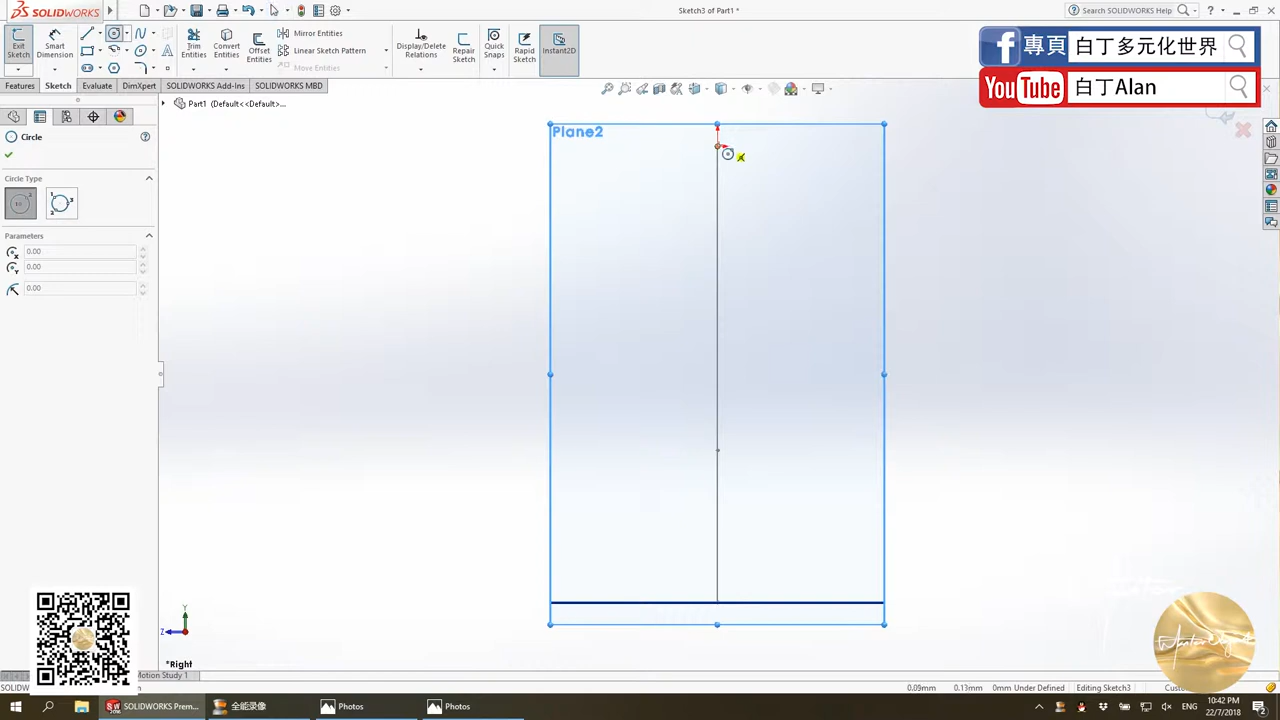 SOLIDWORKS
Sketch3 of Part1 *
Search SOLIDWORKS Help
Exit Sketch
Smart Dimension
Trim Entities
Convert Entities
Offset Entities
Mirror Entities
Linear Sketch Pattern
Move Entities
Display/Delete Relations
Repair Sketch
Quick Snaps
Rapid Sketch
Instant2D
f 專頁 白丁多元化世界
YouTube 白丁Alan
Features Sketch Evaluate DimXpert SOLIDWORKS Add-Ins SOLIDWORKS MBD
Part1 (Default<<Default>...
Circle
Circle Type
Parameters
0.00
0.00
0.00
Plane2
Y
Z
*Right
Motion Study 1
0.09mm 0.13mm 0mm Under Defined Editing Sketch3
SOLIDWORKS Prem...
全能录像
Photos
Photos
ENG
10:42 PM
22/7/2018